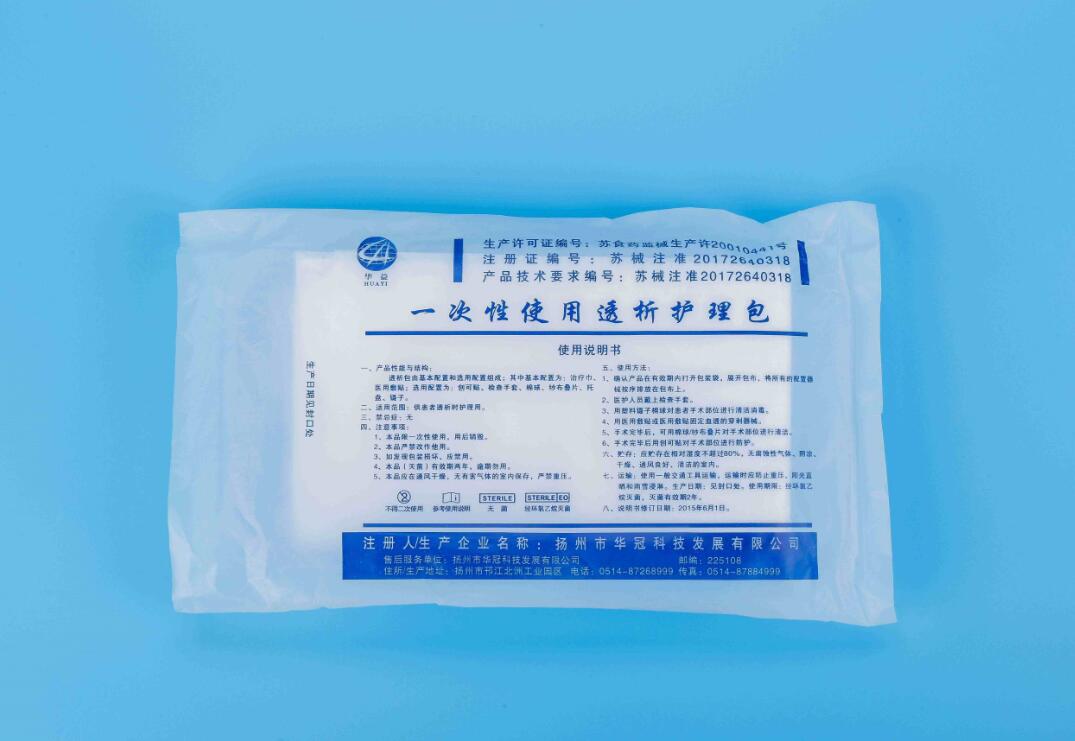 华益
HUAYI
生产许可证编号：苏食药监械生产许20010441号
注册证编号：苏械注准20172640318
产品技术要求编号：苏械注准20172640318
一次性使用透析护理包
使用说明书
生产日期见封口处
一、产品性能与结构：
透析包由基本配置和选用配置组成；其中基本配置为：治疗巾、
医用敷贴；选用配置为：创可贴、检查手套、棉球、纱布叠片、托
盘、镊子。
二、适用范围：供患者透析时护理用。
三、禁忌症：无
四、注意事项：
1、本品限一次性使用，用后销毁。
2、本品严禁改作他用。
3、如发现包装损坏，应禁用。
4、本品（灭菌）有效期两年，逾期勿用。
5、本品应在通风干燥，无有害气体的室内保存，严禁重压。
不得二次使用
参考使用说明
STERILE
无菌
STERILE EO
经环氧乙烷灭菌
五、使用方法：
1、确认产品在有效期内打开包装袋，展开包布，将所有的配置器
械按序排放在包布上。
2、医护人员戴上检查手套。
3、用塑料镊子棉球对患者手术部位进行清洁消毒。
4、用医用敷贴或医用敷贴固定血透的穿刺器械。
5、手术完毕后，可用棉球/纱布叠片对手术部位进行清洁。
6、手术完毕后用创可贴对手术部位进行防护。
六、贮存：应贮存在相对湿度不超过80%，无腐蚀性气体、阴凉、
干燥、通风良好、清洁的室内。
七、运输：使用一般交通工具运输，运输时应防止重压，阳光直
晒和雨雪浸淋。生产日期：见封口处。使用期限：经环氧乙
烷灭菌，灭菌有效期2年。
八、说明书修订日期：2015年6月1日。
注册人/生产企业名称：扬州市华冠科技发展有限公司
售后服务单位：扬州市华冠科技发展有限公司 邮编：225108
住所/生产地址：扬州市邗江北洲工业园区 电话：0514-87268999 传真：0514-87884999